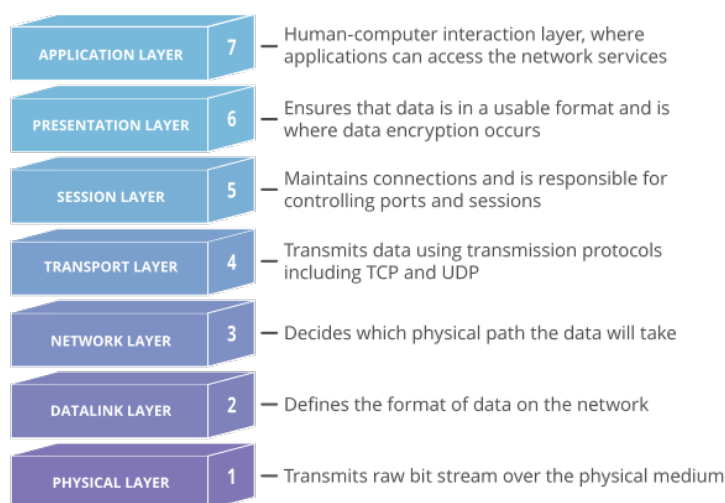 APPLICATION LAYER 7 — Human-computer interaction layer, where
applications can access the network services
PRESENTATION LAYER 6 — Ensures that data is in a usable format and is
where data encryption occurs
SESSION LAYER 5 — Maintains connections and is responsible for
controlling ports and sessions
TRANSPORT LAYER 4 — Transmits data using transmission protocols
including TCP and UDP
NETWORK LAYER 3 — Decides which physical path the data will take
DATALINK LAYER 2 — Defines the format of data on the network
PHYSICAL LAYER 1 — Transmits raw bit stream over the physical medium